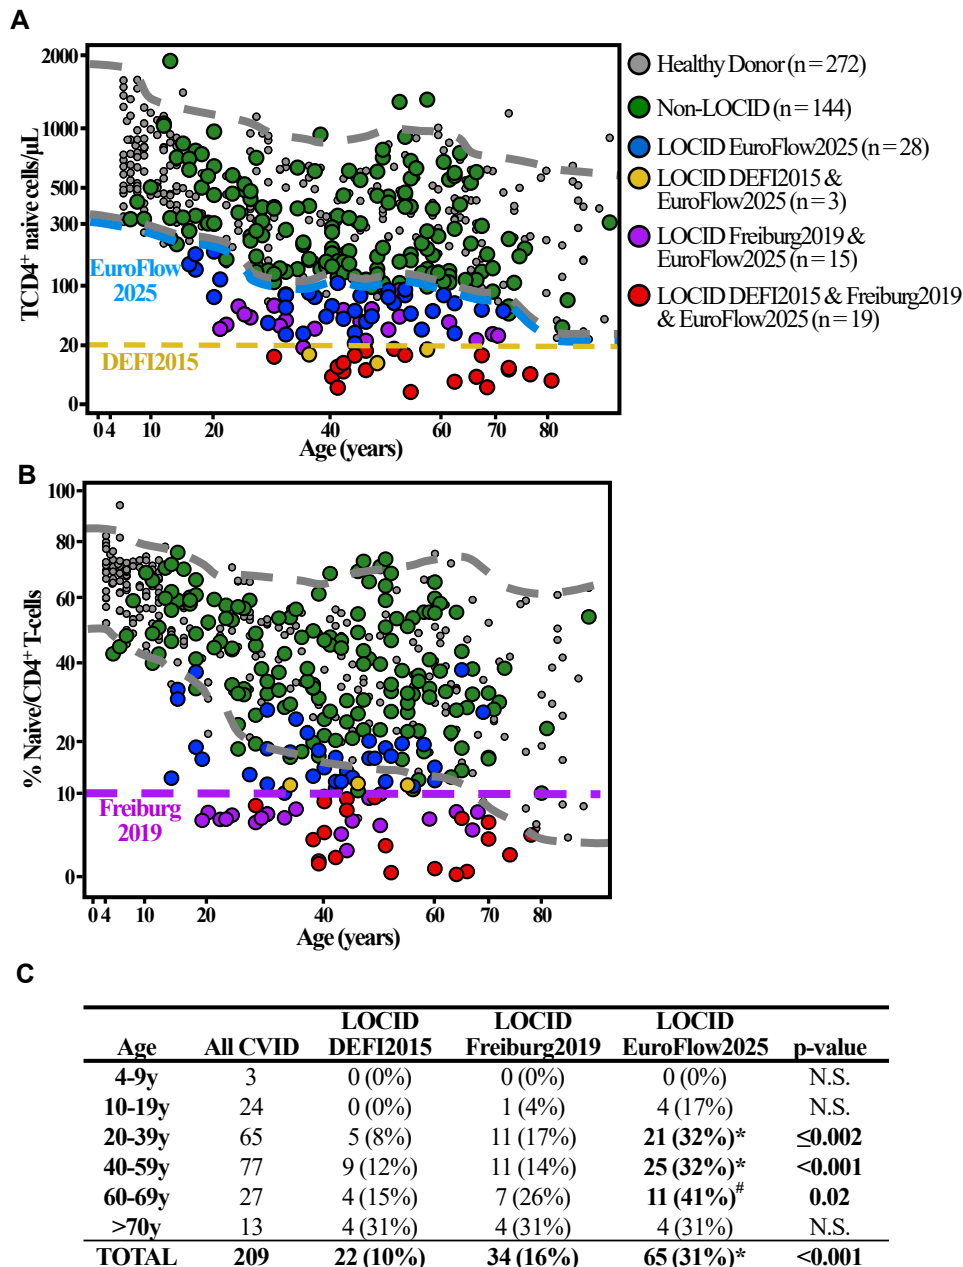 A
TCD4+ naive cells/μL
2000
1000
500
300
100
20
0
EuroFlow
2025
DEFI2015
0 4 10 20 40 60 70 80
Age (years)
Healthy Donor (n = 272)
Non-LOCID (n = 144)
LOCID EuroFlow2025 (n = 28)
LOCID DEFI2015 &
EuroFlow2025 (n = 3)
LOCID Freiburg2019 &
EuroFlow2025 (n = 15)
LOCID DEFI2015 & Freiburg2019
& EuroFlow2025 (n = 19)
B
% Naive/CD4+ T-cells
100
80
60
40
20
10
0
Freiburg
2019
0 4 10 20 40 60 70 80
Age (years)
C
Age All CVID LOCID DEFI2015 LOCID Freiburg2019 LOCID EuroFlow2025 p-value
4-9y 3 0 (0%) 0 (0%) 0 (0%) N.S.
10-19y 24 0 (0%) 1 (4%) 4 (17%) N.S.
20-39y 65 5 (8%) 11 (17%) 21 (32%)* ≤0.002
40-59y 77 9 (12%) 11 (14%) 25 (32%)* <0.001
60-69y 27 4 (15%) 7 (26%) 11 (41%)# 0.02
>70y 13 4 (31%) 4 (31%) 4 (31%) N.S.
TOTAL 209 22 (10%) 34 (16%) 65 (31%)* <0.001